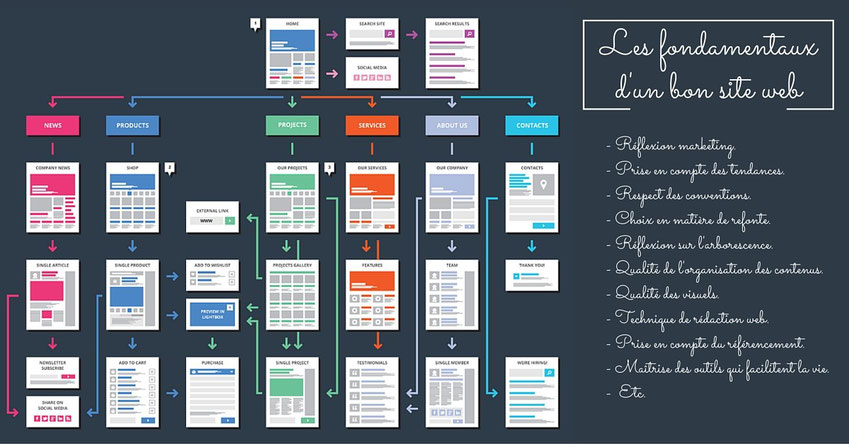 1
HOME
SEARCH SITE
SEARCH RESULTS
SOCIAL MEDIA
NEWS
PRODUCTS
PROJECTS
SERVICES
ABOUT US
CONTACTS
COMPANY NEWS
SHOP
2
OUR PROJECTS
3
OUR SERVICES
OUR COMPANY
CONTACTS
EXTERNAL LINK
WWW
SINGLE ARTICLE
SINGLE PRODUCT
ADD TO WISHLIST
PROJECTS GALLERY
FEATURES
TEAM
THANK YOU!
PREVIEW IN
LIGHTBOX
NEWSLETTER
SUBSCRIBE
ADD TO CART
PURCHASE
SINGLE PROJECT
TESTIMONIALS
SINGLE MEMBER
WE'RE HIRING!
SHARE ON
SOCIAL MEDIA
Les fondamentaux
d'un bon site web
- Réflexion marketing.
- Prise en compte des tendances.
- Respect des conventions.
- Choix en matière de refonte.
- Réflexion sur l'arborescence.
- Qualité de l'organisation des contenus.
- Qualité des visuels.
- Technique de rédaction web.
- Prise en compte du référencement.
- Maîtrise des outils qui facilitent la vie.
- Etc.